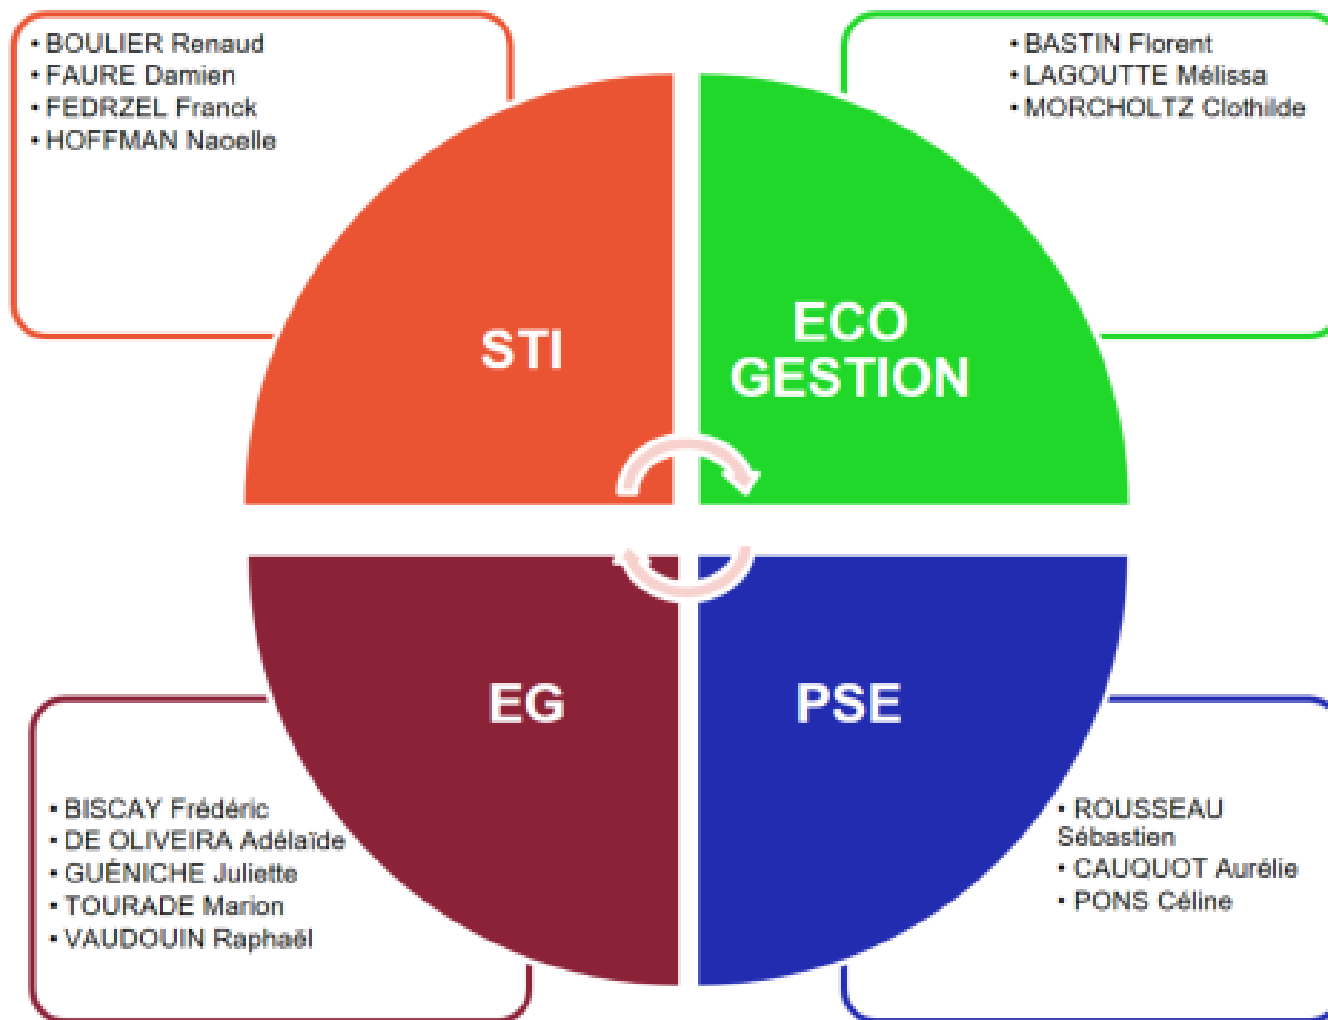 • BOULIER Renaud
• FAURE Damien
• FEDRZEL Franck
• HOFFMAN Naoelle
• BASTIN Florent
• LAGOUTTE Mélissa
• MORCHOLTZ Clothilde
STI
ECO
GESTION
EG
PSE
• BISCAY Frédéric
• DE OLIVEIRA Adélaïde
• GUÉNICHE Juliette
• TOURADE Marion
• VAUDOUIN Raphaël
• ROUSSEAU
Sébastien
• CAUQUOT Aurélie
• PONS Céline